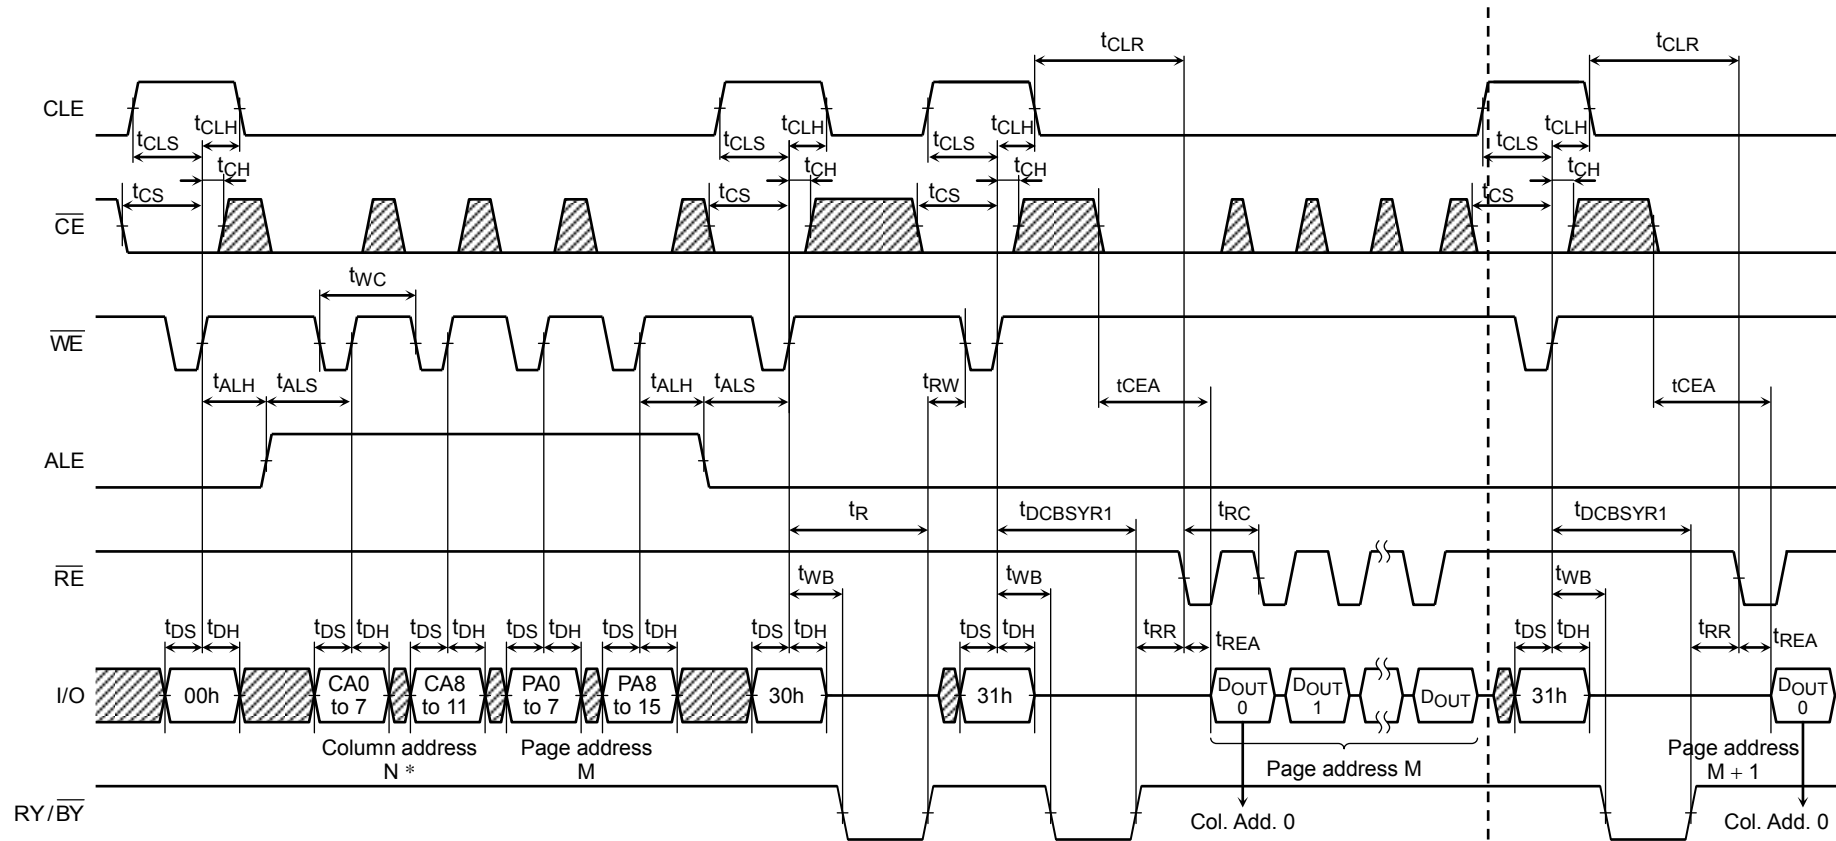 tCLR
tCLR
CLE
tCLH
tCLH
tCLH
tCLH
tCLS
tCLS
tCLS
tCLS
tCH
tCH
tCH
tCH
tCS
tCS
tCS
tCS
CE
tWC
WE
tALH
tALS
tALH
tALS
tRW
tCEA
tCEA
ALE
tR
tDCBSYR1
tRC
tDCBSYR1
RE
tWB
tWB
tWB
tDS
tDH
tDS
tDH
tDS
tDH
tDS
tDH
tDS
tDH
tDS
tDH
tDS
tDH
tRR
tREA
tDS
tDH
tRR
tREA
I/O
00h
CA0
to 7
CA8
to 11
PA0
to 7
PA8
to 15
30h
31h
DOUT
0
DOUT
1
DOUT
31h
DOUT
0
Column address
N *
Page address
M
Page address M
Page address
M + 1
RY/BY
Col. Add. 0
Col. Add. 0